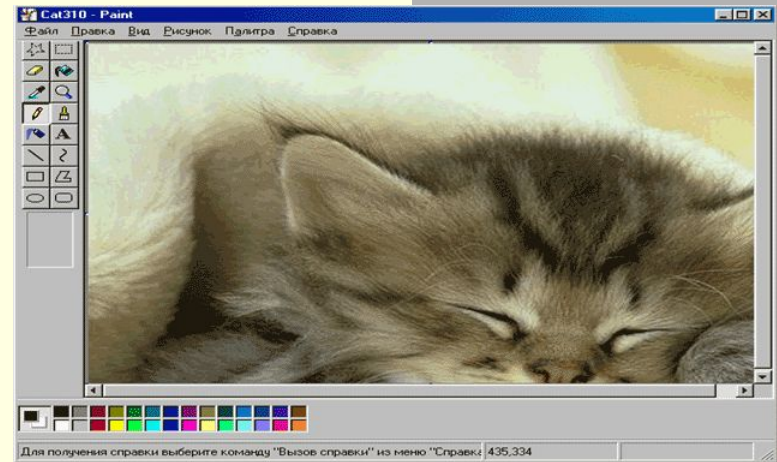 Cat310 - Paint
Файл Правка Вид Рисунок Палитра Справка
A
Для получения справки выберите команду "Вызов справки" из меню "Справка 435,334